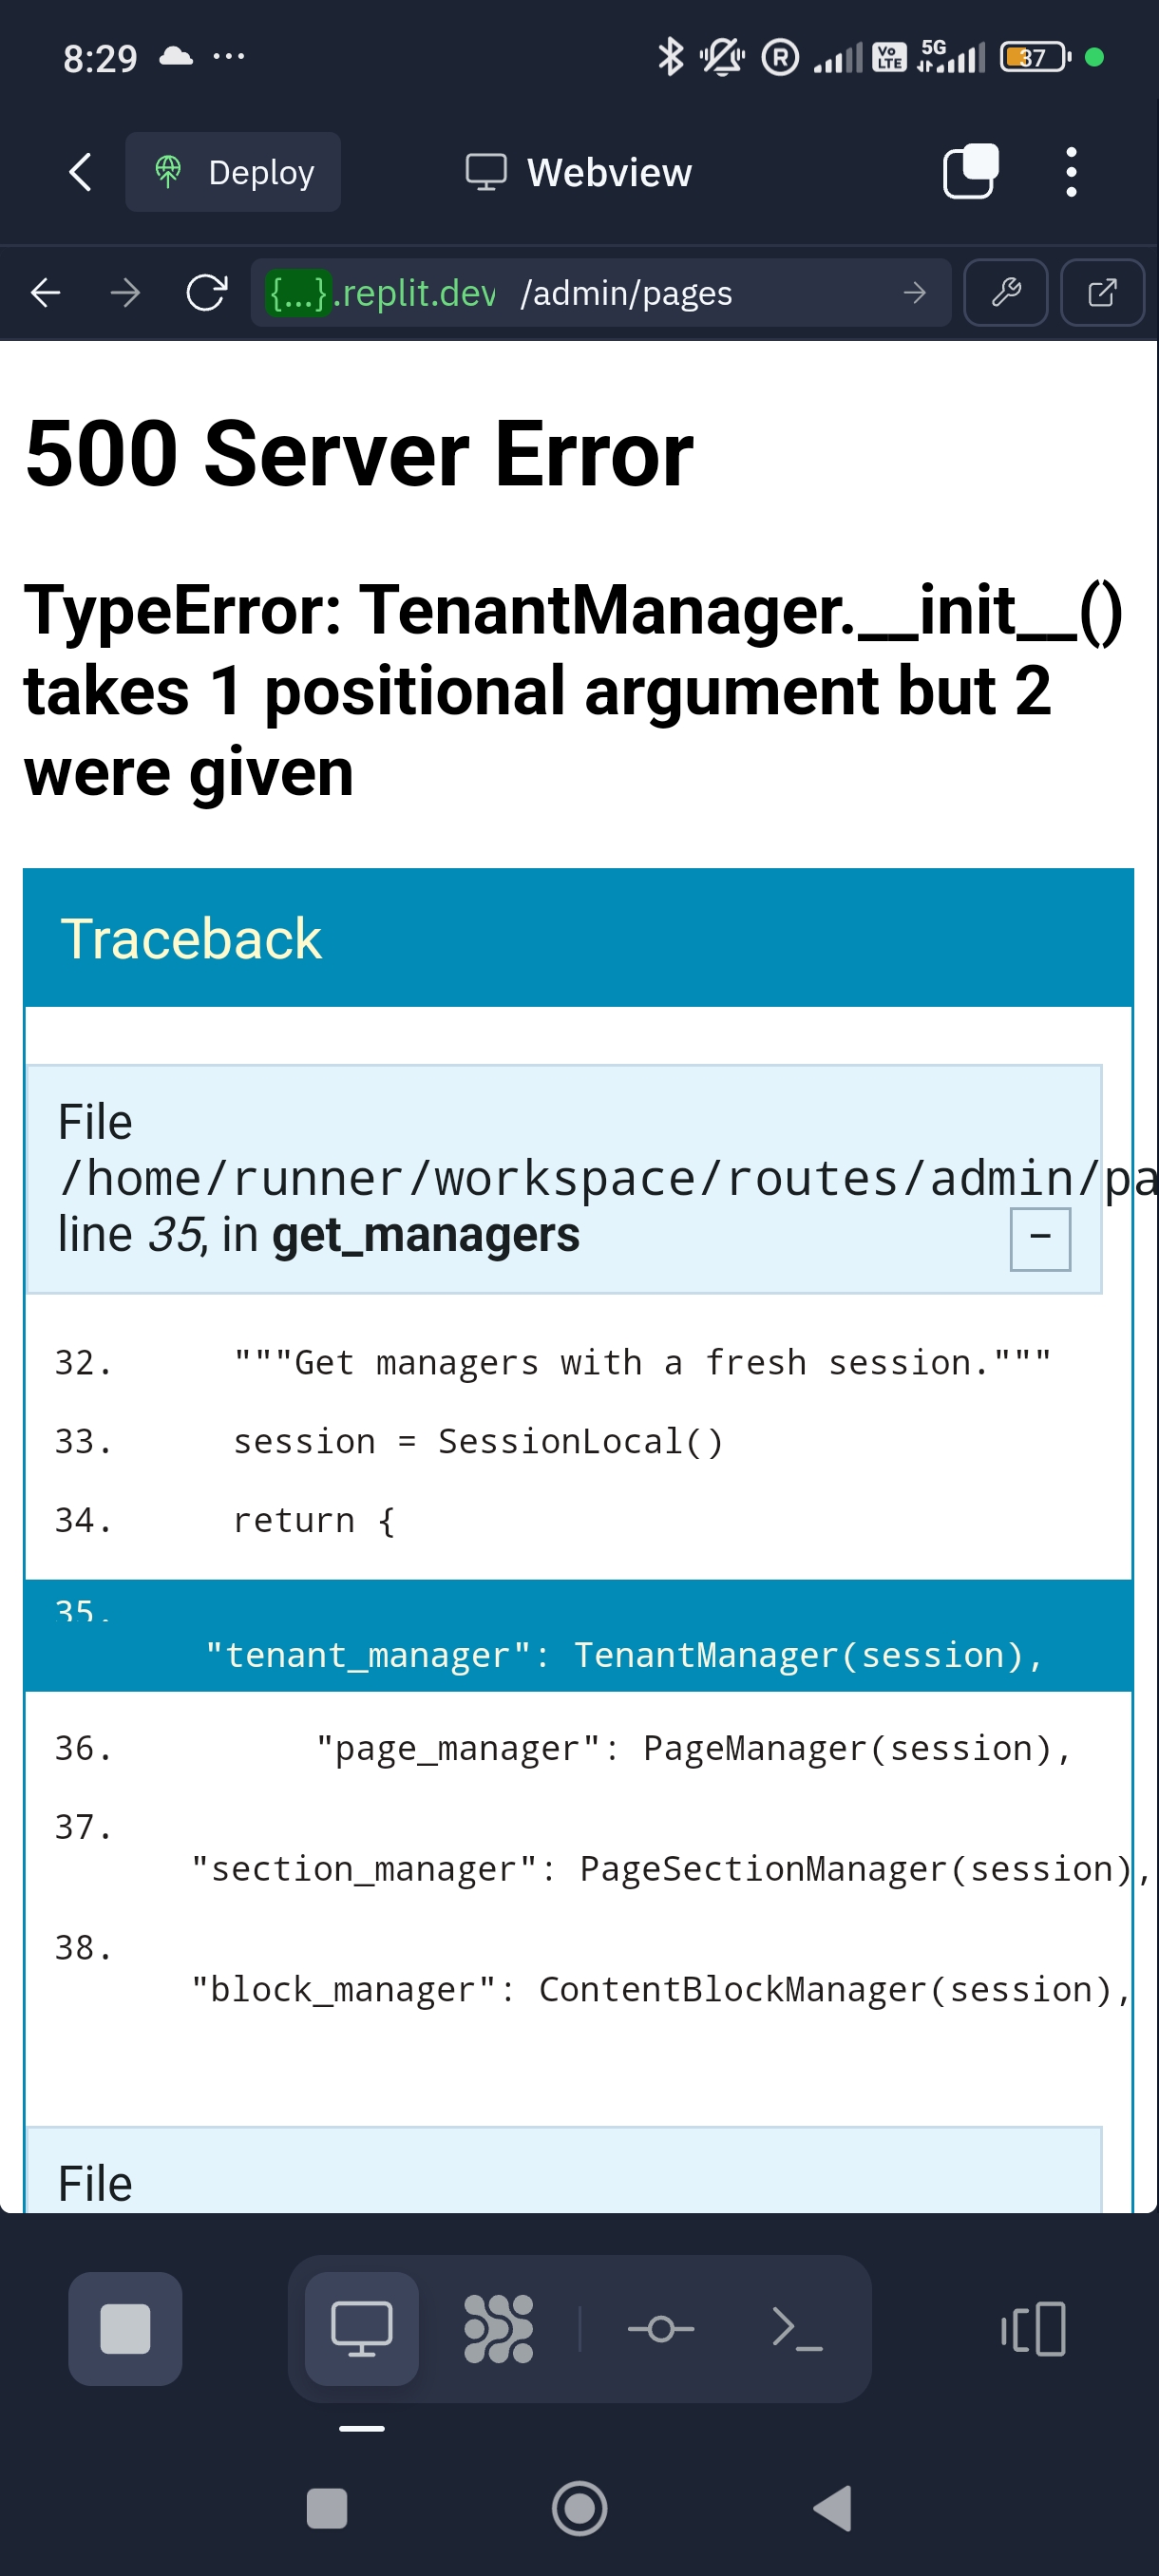 8:29
R
Vo LTE
5G
37
Deploy
Webview
{...}.replit.dev /admin/pages
500 Server Error
TypeError: TenantManager.__init__()
takes 1 positional argument but 2
were given
Traceback
File
/home/runner/workspace/routes/admin/pa
line 35, in get_managers
32. """Get managers with a fresh session."""
33. session = SessionLocal()
34. return {
35.
"tenant_manager": TenantManager(session),
36. "page_manager": PageManager(session),
37.
"section_manager": PageSectionManager(session),
38.
"block_manager": ContentBlockManager(session),
File